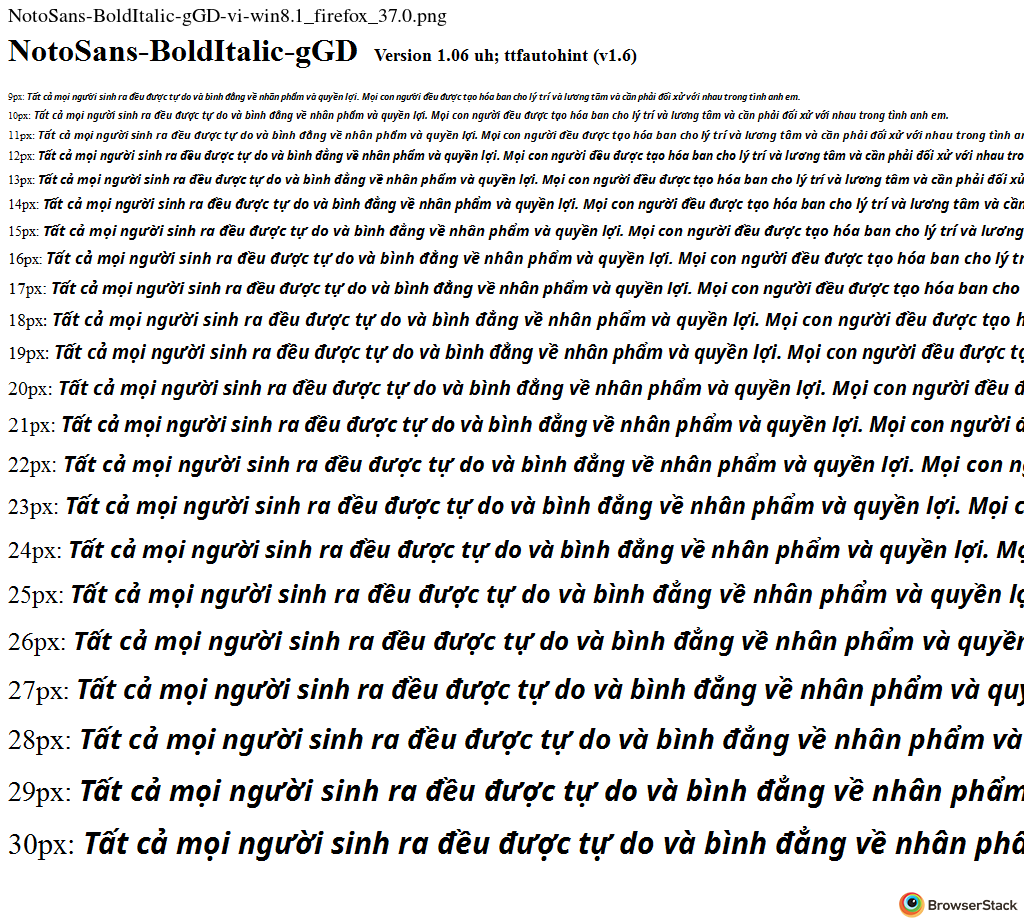 NotoSans-BoldItalic-gGD-vi-win8.1_firefox_37.0.png
NotoSans-BoldItalic-gGD Version 1.06 uh; ttfautohint (v1.6)
9px: Tất cả mọi người sinh ra đều được tự do và bình đẳng về nhân phẩm và quyền lợi. Mọi con người đều được tạo hóa ban cho lý trí và lương tâm và cần phải đối xử với nhau trong tình anh em.
10px: Tất cả mọi người sinh ra đều được tự do và bình đẳng về nhân phẩm và quyền lợi. Mọi con người đều được tạo hóa ban cho lý trí và lương tâm và cần phải đối xử với nhau trong tình anh em.
11px: Tất cả mọi người sinh ra đều được tự do và bình đẳng về nhân phẩm và quyền lợi. Mọi con người đều được tạo hóa ban cho lý trí và lương tâm và cần phải đối xử với nhau trong tình an
12px: Tất cả mọi người sinh ra đều được tự do và bình đẳng về nhân phẩm và quyền lợi. Mọi con người đều được tạo hóa ban cho lý trí và lương tâm và cần phải đối xử với nhau tro
13px: Tất cả mọi người sinh ra đều được tự do và bình đẳng về nhân phẩm và quyền lợi. Mọi con người đều được tạo hóa ban cho lý trí và lương tâm và cần phải đối xử
14px: Tất cả mọi người sinh ra đều được tự do và bình đẳng về nhân phẩm và quyền lợi. Mọi con người đều được tạo hóa ban cho lý trí và lương tâm và cần
15px: Tất cả mọi người sinh ra đều được tự do và bình đẳng về nhân phẩm và quyền lợi. Mọi con người đều được tạo hóa ban cho lý trí và lương
16px: Tất cả mọi người sinh ra đều được tự do và bình đẳng về nhân phẩm và quyền lợi. Mọi con người đều được tạo hóa ban cho lý tr
17px: Tất cả mọi người sinh ra đều được tự do và bình đẳng về nhân phẩm và quyền lợi. Mọi con người đều được tạo hóa ban cho
18px: Tất cả mọi người sinh ra đều được tự do và bình đẳng về nhân phẩm và quyền lợi. Mọi con người đều được tạo h
19px: Tất cả mọi người sinh ra đều được tự do và bình đẳng về nhân phẩm và quyền lợi. Mọi con người đều được tạ
20px: Tất cả mọi người sinh ra đều được tự do và bình đẳng về nhân phẩm và quyền lợi. Mọi con người đều đ
21px: Tất cả mọi người sinh ra đều được tự do và bình đẳng về nhân phẩm và quyền lợi. Mọi con người đ
22px: Tất cả mọi người sinh ra đều được tự do và bình đẳng về nhân phẩm và quyền lợi. Mọi con ng
23px: Tất cả mọi người sinh ra đều được tự do và bình đẳng về nhân phẩm và quyền lợi. Mọi c
24px: Tất cả mọi người sinh ra đều được tự do và bình đẳng về nhân phẩm và quyền lợi. Mọ
25px: Tất cả mọi người sinh ra đều được tự do và bình đẳng về nhân phẩm và quyền lợ
26px: Tất cả mọi người sinh ra đều được tự do và bình đẳng về nhân phẩm và quyền
27px: Tất cả mọi người sinh ra đều được tự do và bình đẳng về nhân phẩm và quy
28px: Tất cả mọi người sinh ra đều được tự do và bình đẳng về nhân phẩm và
29px: Tất cả mọi người sinh ra đều được tự do và bình đẳng về nhân phẩm
30px: Tất cả mọi người sinh ra đều được tự do và bình đẳng về nhân phẩ
BrowserStack